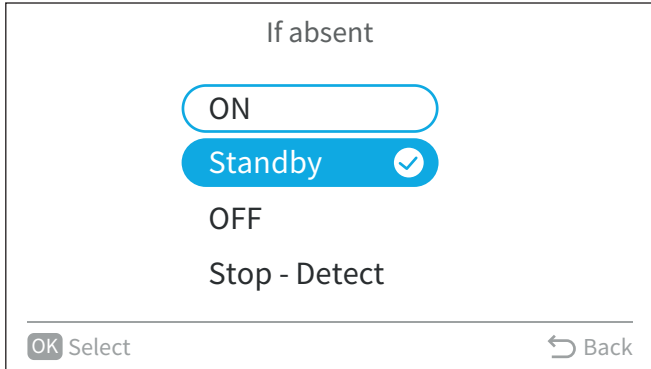 If absent
ON
Standby
OFF
Stop - Detect
OK Select Back